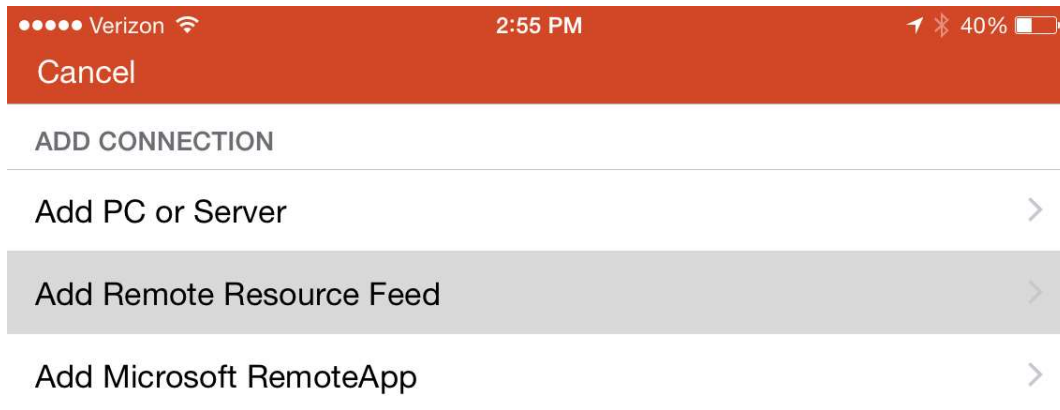 Verizon 2:55 PM 40%
Cancel
ADD CONNECTION
Add PC or Server
Add Remote Resource Feed
Add Microsoft RemoteApp